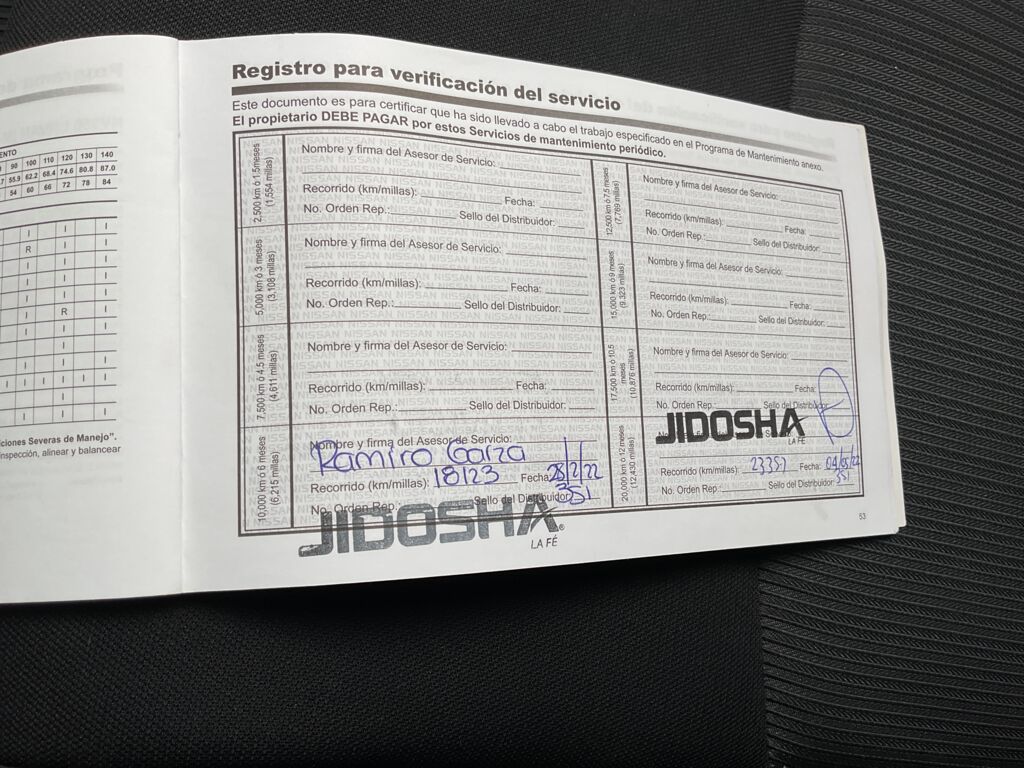 ENTO
90 100 110 120 130 140
55.9 62.2 68.4 74.6 80.8 87.0
54 60 66 72 78 84
R
R
ciones Severas de Manejo".
inspección, alinear y balancear
Registro para verificación del servicio
Este documento es para certificar que ha sido llevado a cabo el trabajo especificado en el Programa de Mantenimiento anexo.
El propietario DEBE PAGAR por estos Servicios de mantenimiento periódico.
2,500 km ó 1.5meses
(1,554 millas)
Nombre y firma del Asesor de Servicio:
Recorrido (km/millas): Fecha:
No. Orden Rep.: Sello del Distribuidor:
5,000 km ó 3 meses
(3,108 millas)
Nombre y firma del Asesor de Servicio:
Recorrido (km/millas): Fecha:
No. Orden Rep.: Sello del Distribuidor:
7,500 km ó 4.5 meses
(4,611 millas)
Nombre y firma del Asesor de Servicio:
Recorrido (km/millas): Fecha:
No. Orden Rep.: Sello del Distribuidor:
10,000 km ó 6 meses
(6,215 millas)
Nombre y firma del Asesor de Servicio:
Ramiro Garza
Recorrido (km/millas): 18123 Fecha: 28/2/22
No. Orden Rep.: Sello del Distribuidor: 351
JIDOSHA®
LA FÉ
12,500 km ó 7.5 meses
(7,769 millas)
Nombre y firma del Asesor de Servicio:
Recorrido (km/millas): Fecha:
No. Orden Rep.: Sello del Distribuidor:
15,000 km ó 9 meses
(9,323 millas)
Nombre y firma del Asesor de Servicio:
Recorrido (km/millas): Fecha:
No. Orden Rep.: Sello del Distribuidor:
17,500 km ó 10.5
meses
(10,876 millas)
Nombre y firma del Asesor de Servicio:
Recorrido (km/millas): Fecha:
No. Orden Rep.: Sello del Distribuidor:
20,000 km ó 12 meses
(12,430 millas)
JIDOSHA
LA FÉ
Recorrido (km/millas): 23357 Fecha: 04/05/22
No. Orden Rep.: Sello del Distribuidor: 351
53